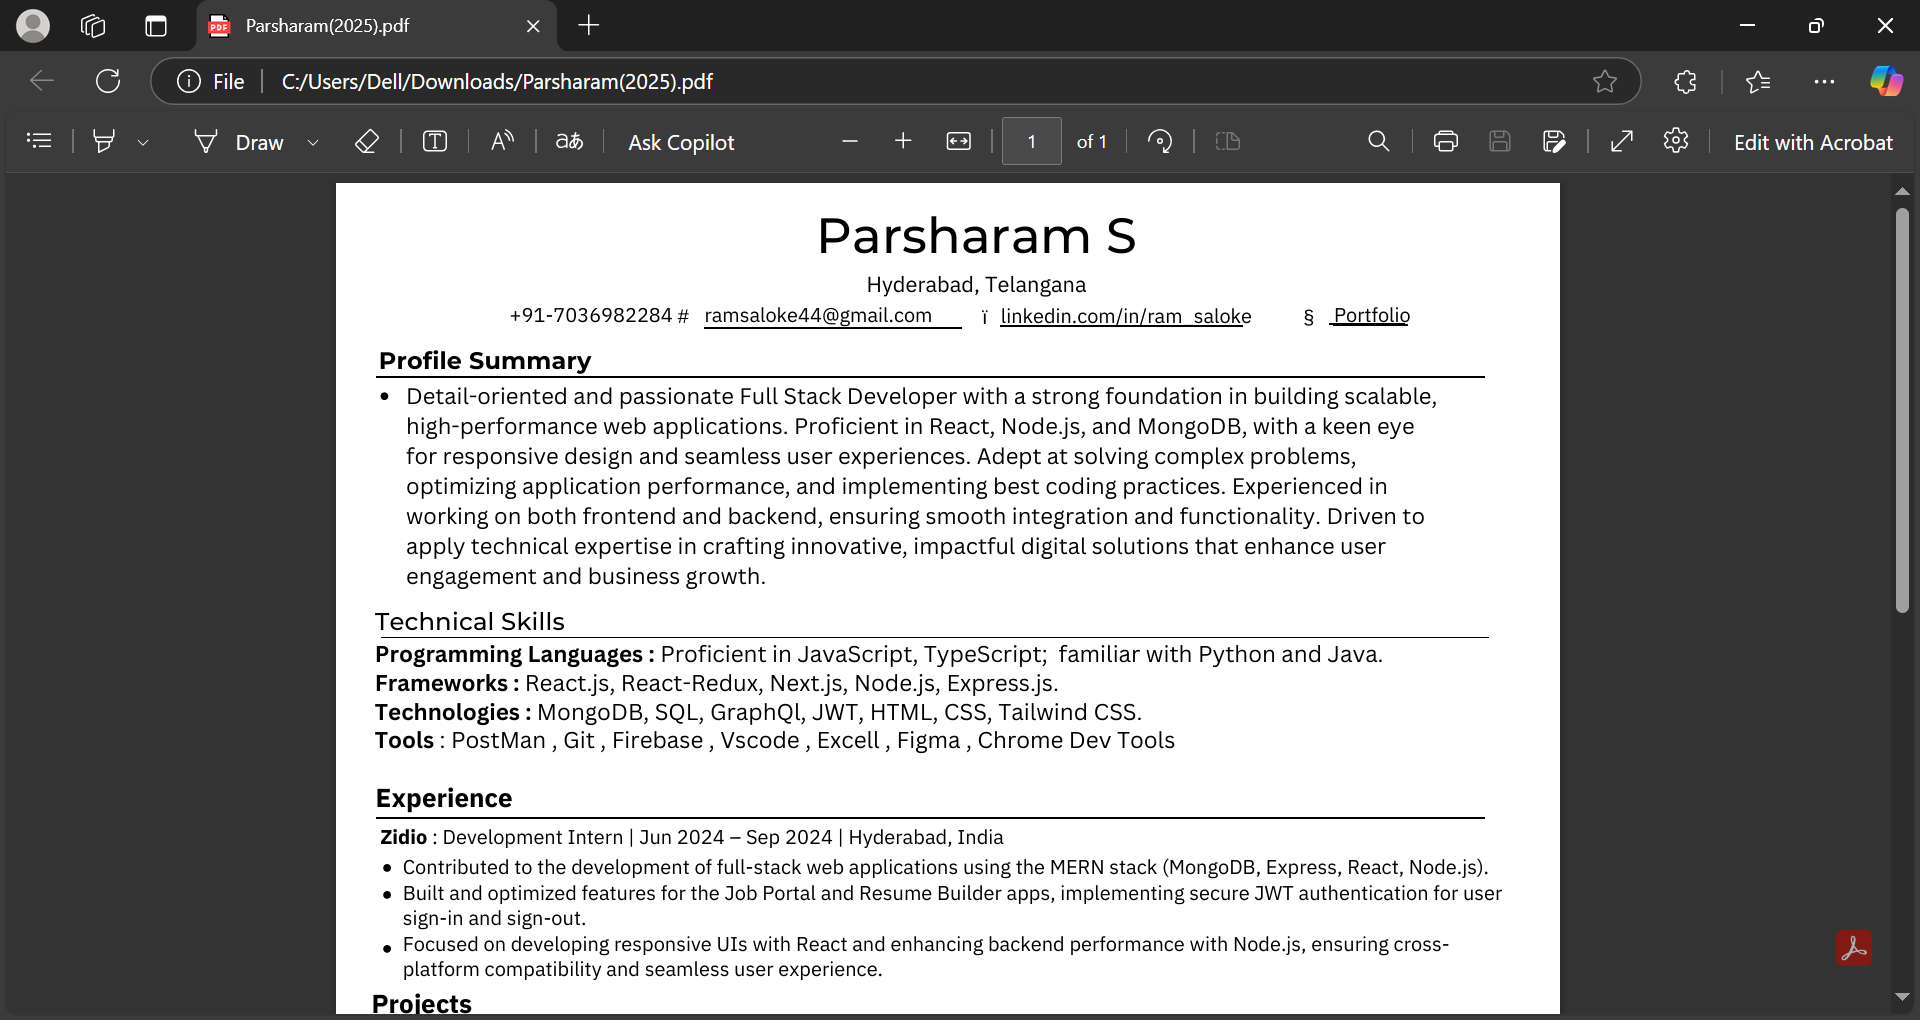 Parsharam(2025).pdf
File
C:/Users/Dell/Downloads/Parsharam(2025).pdf
Draw
Ask Copilot
1
of 1
Edit with Acrobat
Parsharam S
Hyderabad, Telangana
+91-7036982284 # ramsaloke44@gmail.com ï linkedin.com/in/ram_saloke § Portfolio
Profile Summary
• Detail-oriented and passionate Full Stack Developer with a strong foundation in building scalable,
high-performance web applications. Proficient in React, Node.js, and MongoDB, with a keen eye
for responsive design and seamless user experiences. Adept at solving complex problems,
optimizing application performance, and implementing best coding practices. Experienced in
working on both frontend and backend, ensuring smooth integration and functionality. Driven to
apply technical expertise in crafting innovative, impactful digital solutions that enhance user
engagement and business growth.
Technical Skills
Programming Languages : Proficient in JavaScript, TypeScript; familiar with Python and Java.
Frameworks : React.js, React-Redux, Next.js, Node.js, Express.js.
Technologies : MongoDB, SQL, GraphQl, JWT, HTML, CSS, Tailwind CSS.
Tools : PostMan , Git , Firebase , Vscode , Excell , Figma , Chrome Dev Tools
Experience
Zidio : Development Intern | Jun 2024 – Sep 2024 | Hyderabad, India
• Contributed to the development of full-stack web applications using the MERN stack (MongoDB, Express, React, Node.js).
• Built and optimized features for the Job Portal and Resume Builder apps, implementing secure JWT authentication for user
sign-in and sign-out.
• Focused on developing responsive UIs with React and enhancing backend performance with Node.js, ensuring cross-
platform compatibility and seamless user experience.
Projects